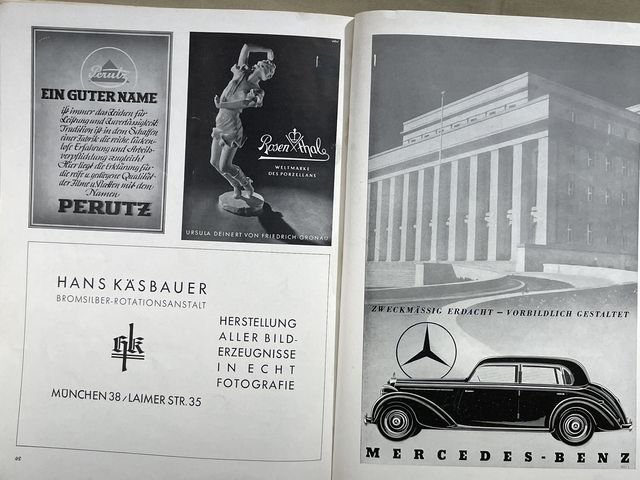 Perutz
EIN GUTER NAME
ist immer das Zeichen für
Leistung und Zuverlässigkeit.
Tradition ist in dem Schaffen
einer Fabrik die reiche, lücken-
lose Erfahrung und Arbeits-
verpflichtung zugleich!
Hier liegt die Erklärung für
die reife u. gediegene Qualität
der Filme u. Platten mit dem
Namen
PERUTZ
Rosenthal
WELTMARKE
DES PORZELLANS
URSULA DEINERT VON FRIEDRICH-GRONAU
HANS KÄSBAUER
BROMSILBER-ROTATIONSANSTALT
hk
HERSTELLUNG
ALLER BILD-
ERZEUGNISSE
IN ECHT
FOTOGRAFIE
MÜNCHEN 38/LAIMER STR. 35
ZWECKMÄSSIG ERDACHT – VORBILDLICH GESTALTET
MERCEDES-BENZ